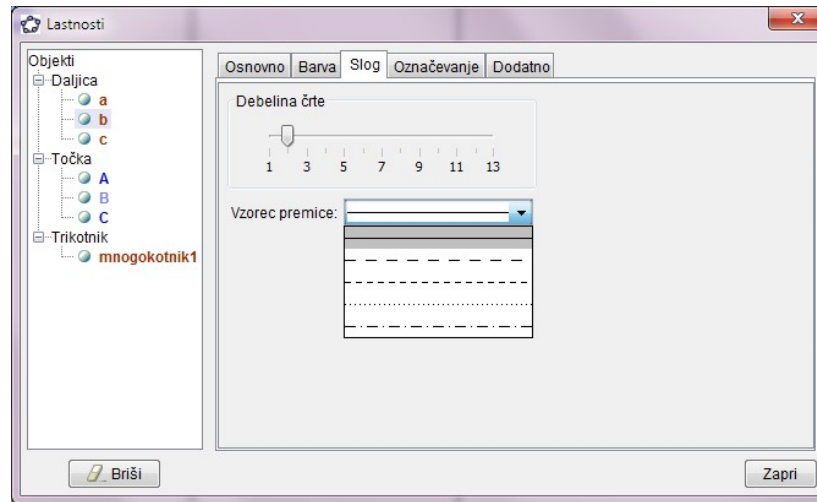 Lastnosti
Objekti
Daljica
a
b
c
Točka
A
B
C
Trikotnik
mnogokotnik1
Osnovno Barva Slog Označevanje Dodatno
Debelina črte
1 3 5 7 9 11 13
Vzorec premice:
Briši
Zapri